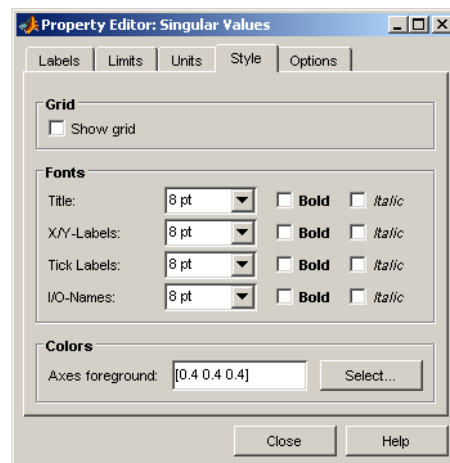 Property Editor: Singular Values
Labels Limits Units Style Options
Grid
Show grid
Fonts
Title: 8 pt Bold Italic
X/Y-Labels: 8 pt Bold Italic
Tick Labels: 8 pt Bold Italic
I/O-Names: 8 pt Bold Italic
Colors
Axes foreground: [0.4 0.4 0.4] Select...
Close Help